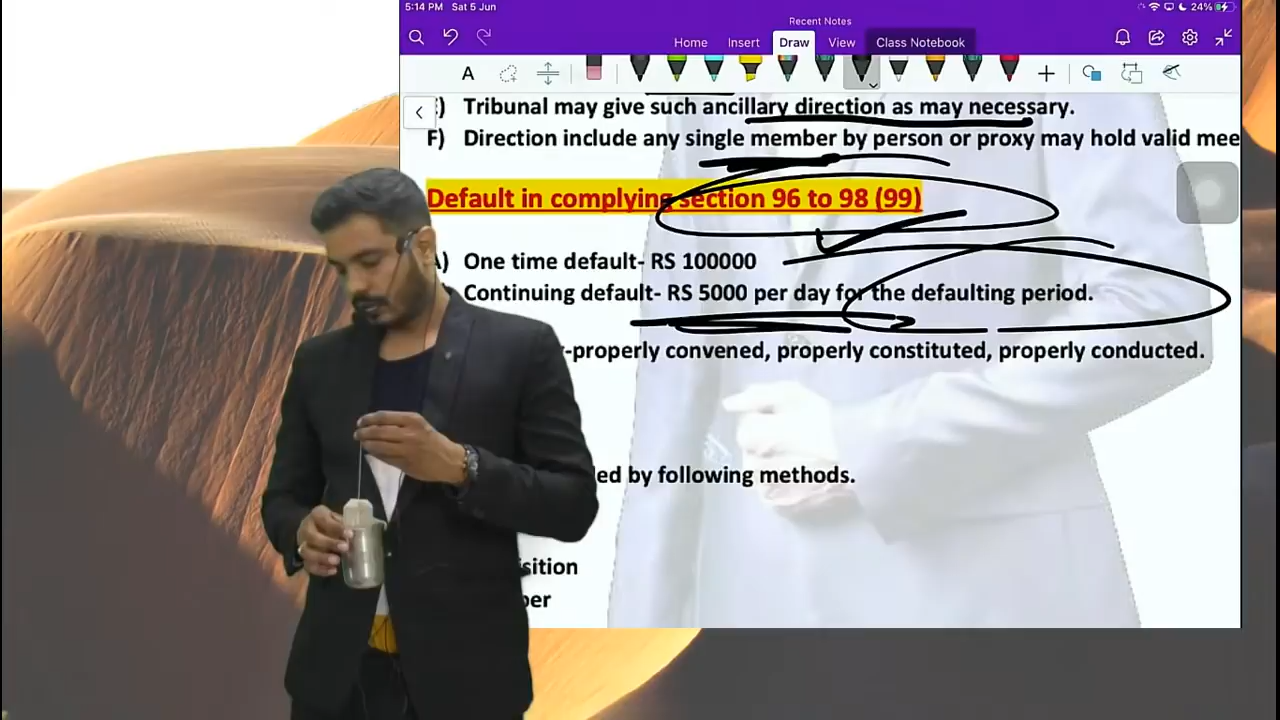 5:14 PM Sat 5 Jun
24%
Recent Notes
Home Insert Draw View Class Notebook
A
) Tribunal may give such ancillary direction as may necessary.
F) Direction include any single member by person or proxy may hold valid mee
Default in complying section 96 to 98 (99)
) One time default- RS 100000
Continuing default- RS 5000 per day for the defaulting period.
-properly convened, properly constituted, properly conducted.
led by following methods.
sition
ber